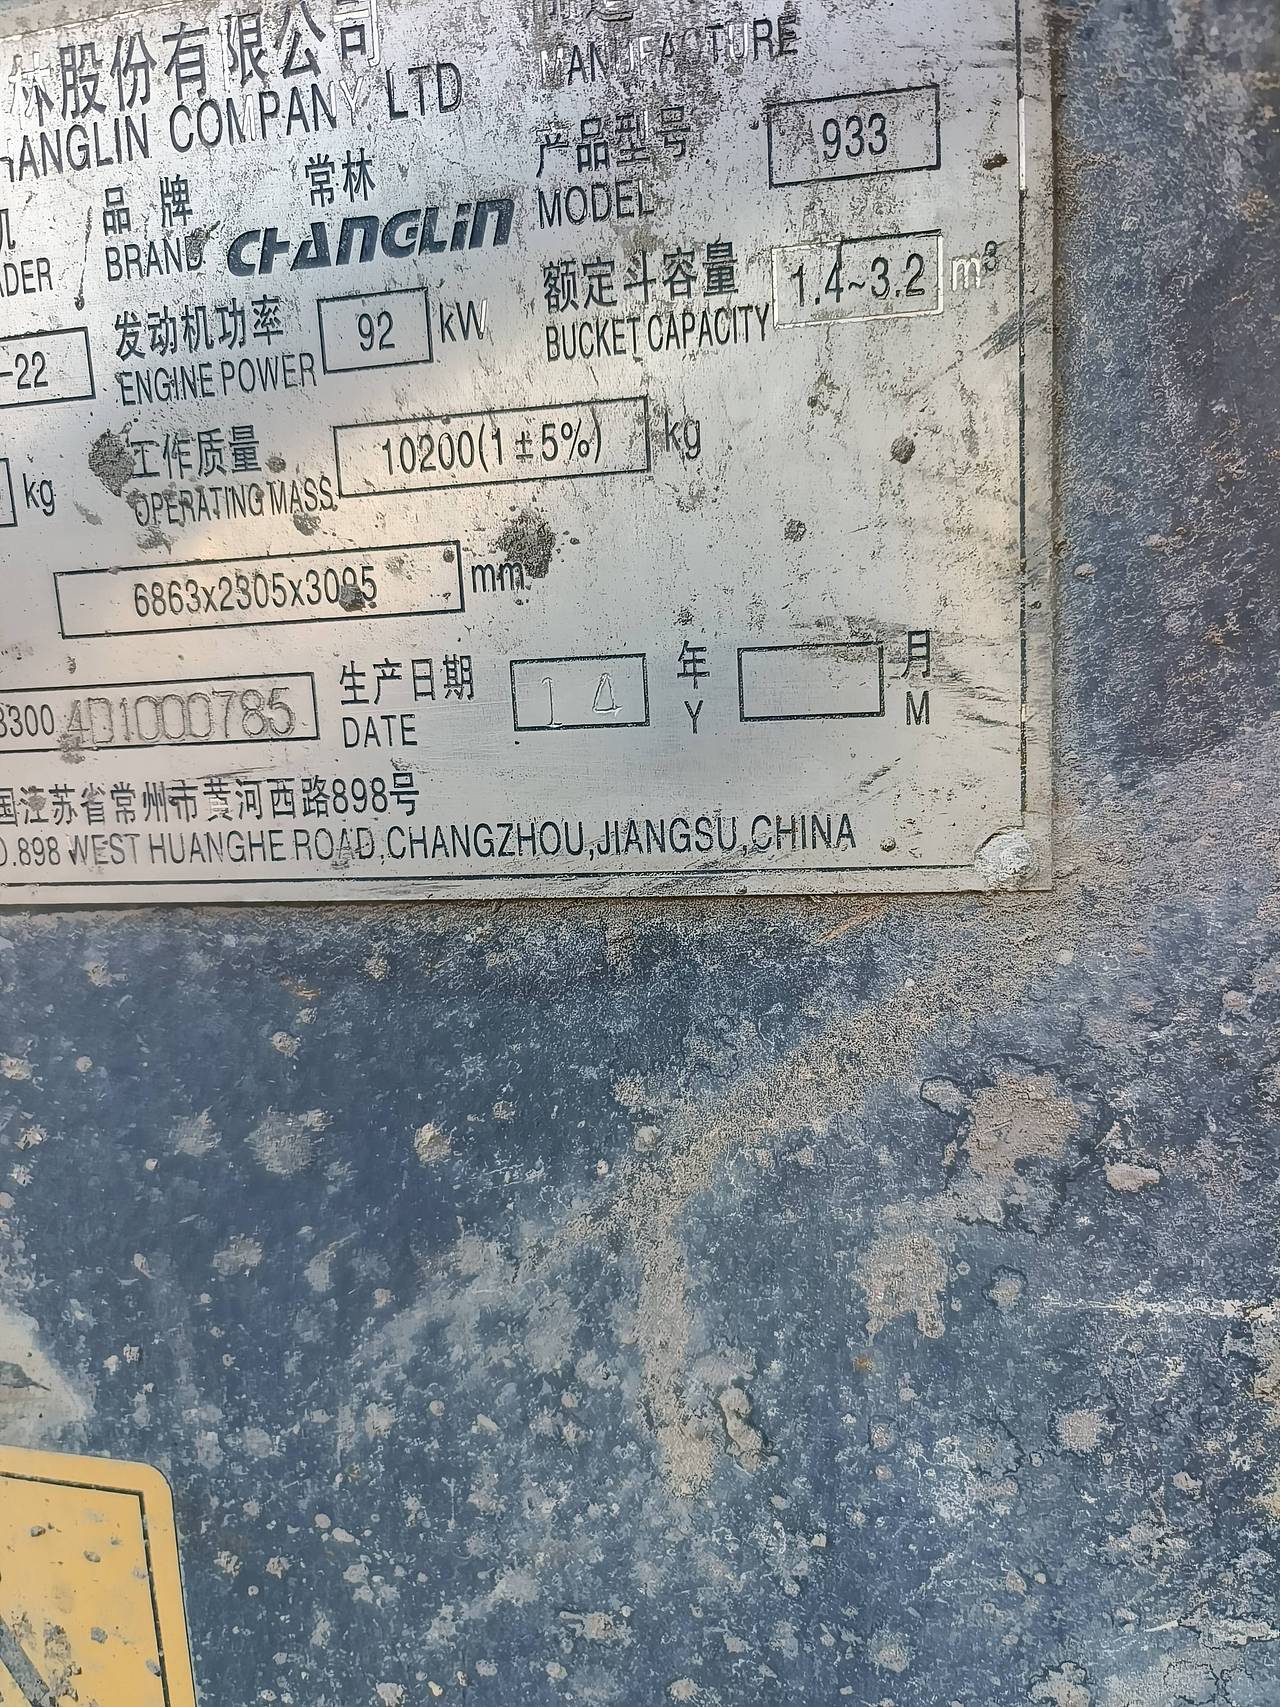 股份有限公司
ANGLIN COMPANY LTD
MANUFACTURE
产品型号 933
MODEL
机 品牌 常林
ADER BRAND CHANGLIN
额定斗容量 1.4~3.2 m³
BUCKET CAPACITY
-22 发动机功率 92 kW
ENGINE POWER
kg 工作质量 10200(1±5%) kg
OPERATING MASS
6863x2305x3095 mm
3300 4D1000785 生产日期 14 年 月
DATE Y M
国江苏省常州市黄河西路898号
O.898 WEST HUANGHE ROAD,CHANGZHOU,JIANGSU,CHINA